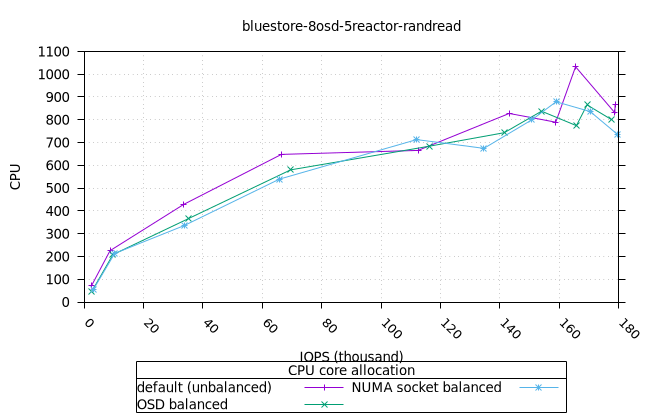 bluestore-8osd-5reactor-randread
1100
1000
900
800
700
600
500
400
300
200
100
0
CPU
0 20 40 60 80 100 120 140 160 180
IOPS (thousand)
CPU core allocation
default (unbalanced) NUMA socket balanced
OSD balanced